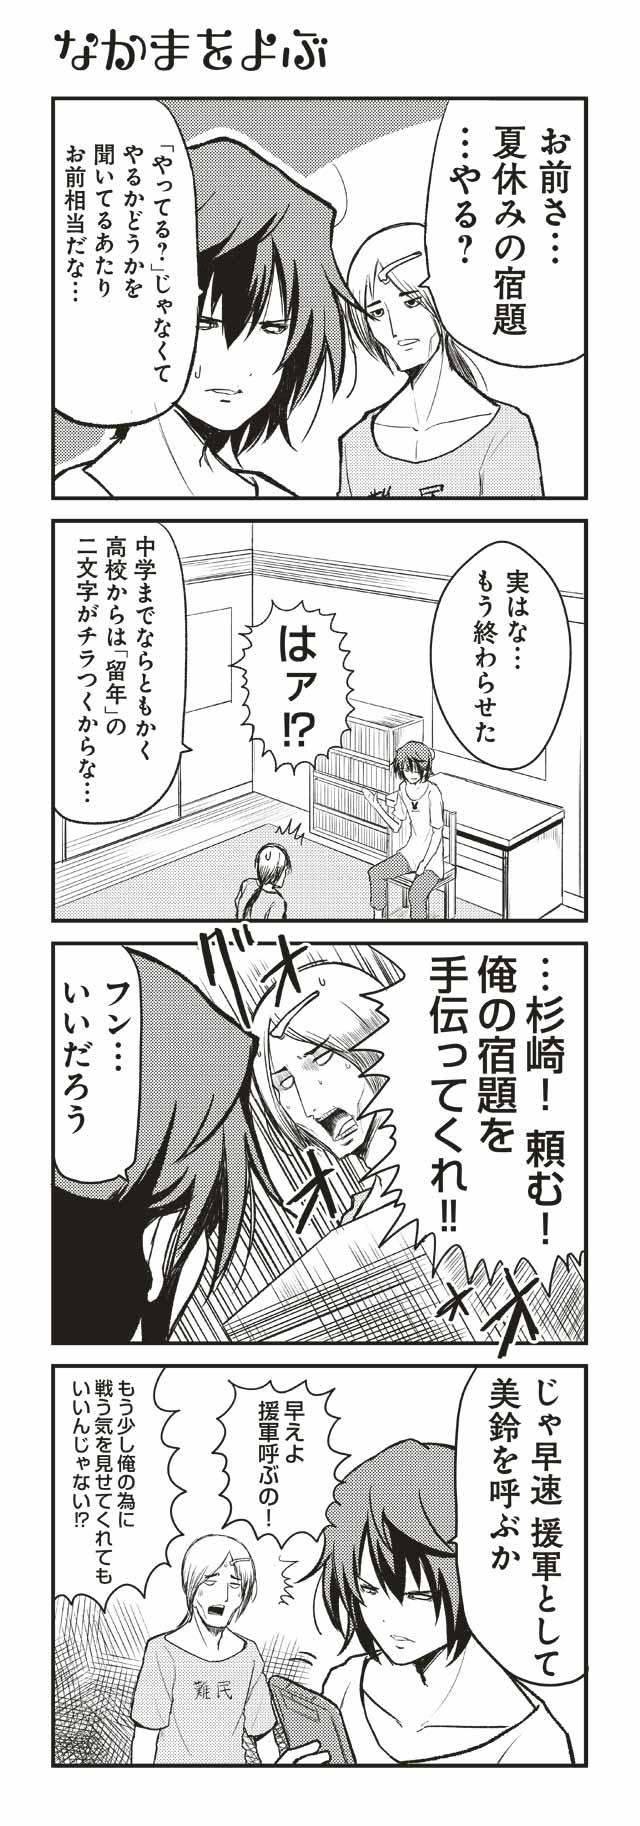 なかまをよぶ
お前さ…
夏休みの宿題
…やる？
「やってる？」じゃなくて
やるかどうかを
聞いてるあたり
お前相当だな…
難民
実はな…
もう終わらせた
はァ!?
中学までならともかく
高校からは「留年」の
二文字がチラつくからな…
…杉崎！頼む！
俺の宿題を
手伝ってくれ!!
フン…
いいだろう
じゃ早速 援軍として
美鈴を呼ぶか
早えよ
援軍呼ぶの！
もう少し俺の為に
戦う気を見せてくれても
いいんじゃない!?
難民